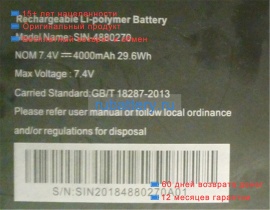 15+ лет надежность
Rechargeable Li-polymer Battery
Оригинальный продукт
Model Name: SIN-4880270
NOM 7.4V 4000mAh 29.6Wh
Max Voltage : 7.4V
Carried Standard:GB/T 18287-2013
Please refer to user manual or follow local ordinance
and/or regulations for disposal
S/N:SIN20184880270A01
60 дней возврата
12 месяцев гарантии